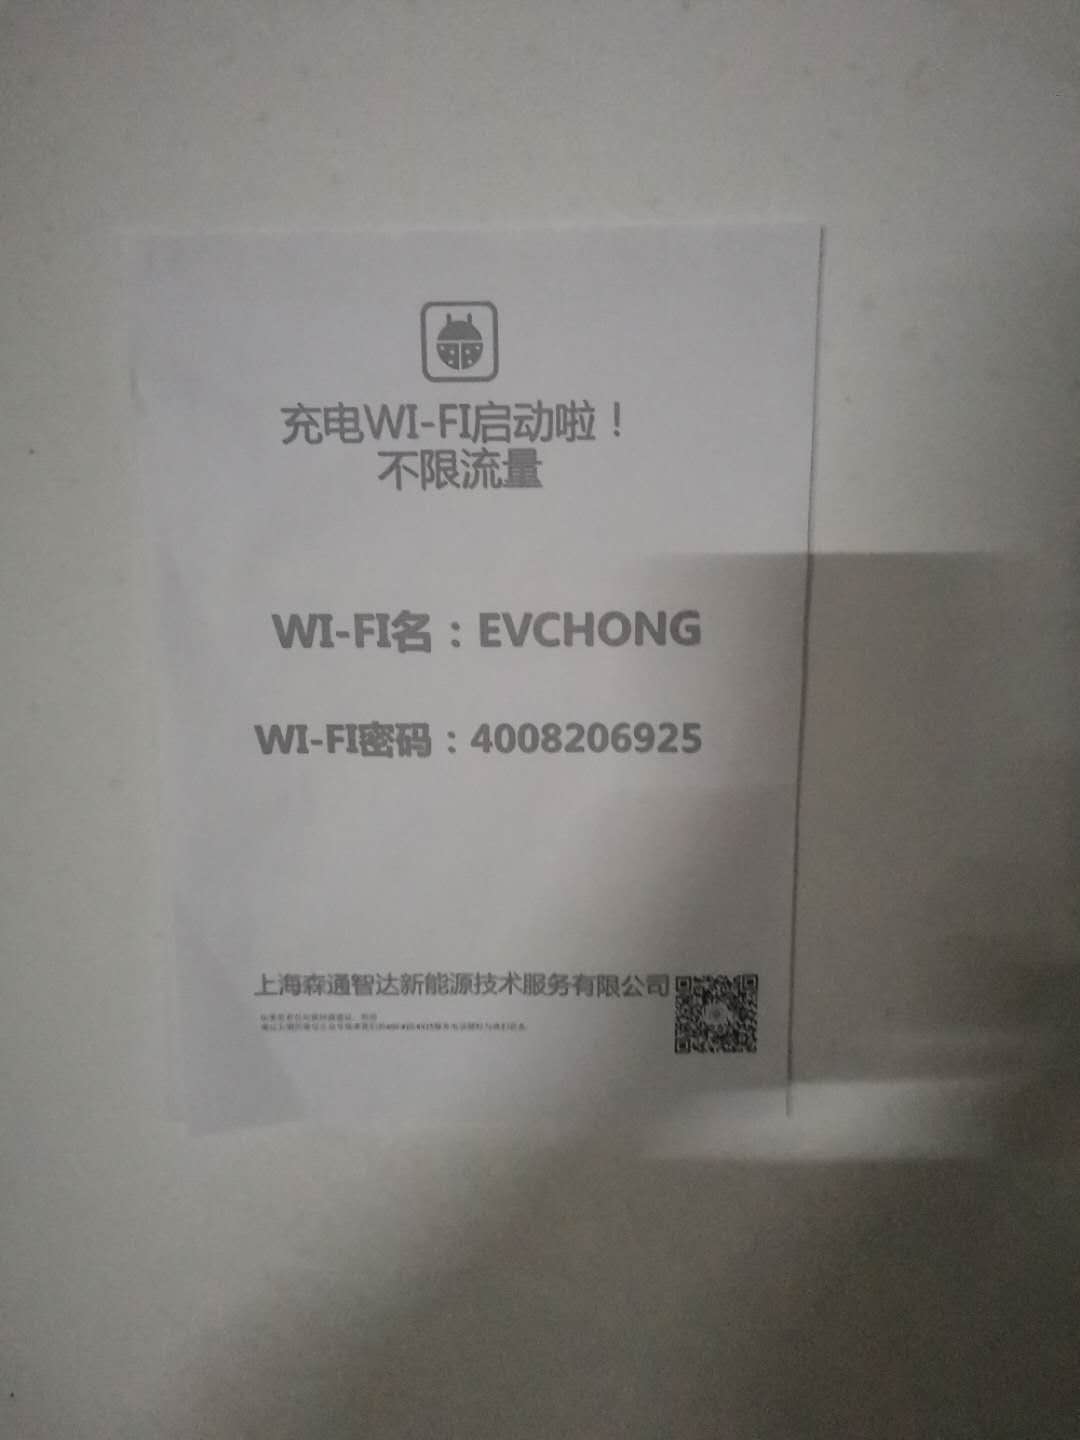 充电WI-FI启动啦！
不限流量
WI-FI名：EVCHONG
WI-FI密码：4008206925
上海森通智达新能源技术服务有限公司